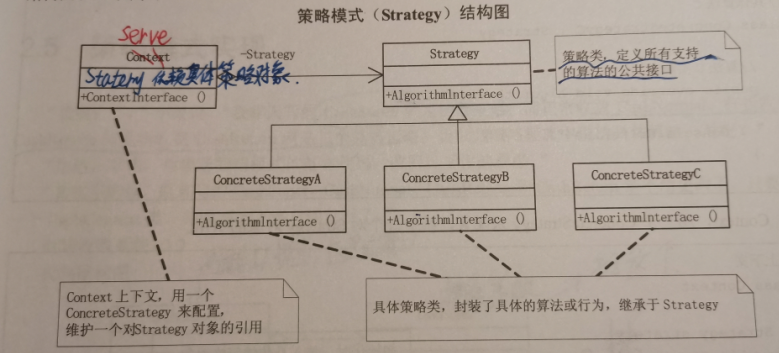 策略模式（Strategy）结构图
serve
Context
-Strategy
Strategy
策略类，定义所有支持
的算法的公共接口
具体策略对象.
+ContextInterface ()
+AlgorithmInterface ()
ConcreteStrategyA
ConcreteStrategyB
ConcreteStrategyC
+AlgorithmInterface ()
+AlgorithmInterface ()
+AlgorithmInterface ()
Context 上下文，用一个
ConcreteStrategy 来配置，
维护一个对Strategy 对象的引用
具体策略类，封装了具体的算法或行为，继承于 Strategy